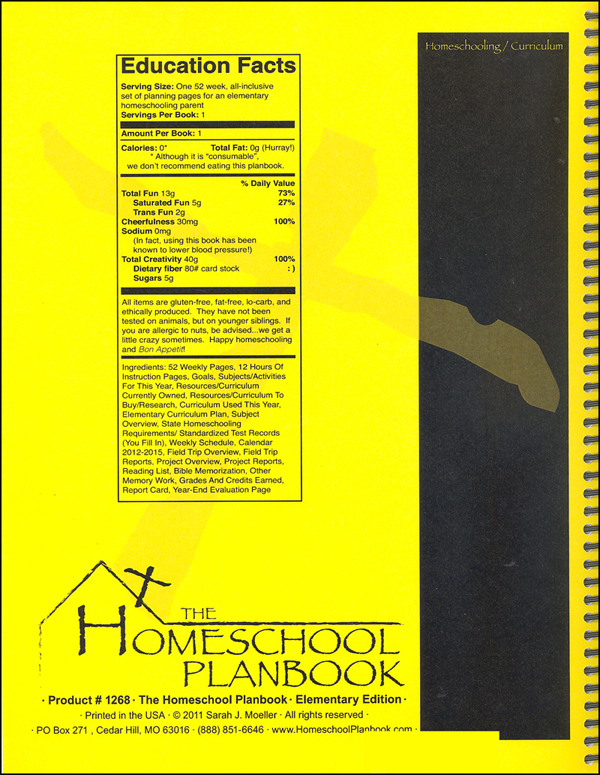 Homeschooling / Curriculum
Education Facts
Serving Size: One 52 week, all-inclusive
set of planning pages for an elementary
homeschooling parent
Servings Per Book: 1
Amount Per Book: 1
Calories: 0* Total Fat: 0g (Hurray!)
* Although it is "consumable",
we don't recommend eating this planbook.
% Daily Value
Total Fun 13g 73%
Saturated Fun 5g 27%
Trans Fun 2g
Cheerfulness 30mg 100%
Sodium 0mg
(In fact, using this book has been
known to lower blood pressure!)
Total Creativity 40g 100%
Dietary fiber 80# card stock : )
Sugars 5g
All items are gluten-free, fat-free, lo-carb, and
ethically produced. They have not been
tested on animals, but on younger siblings. If
you are allergic to nuts, be advised...we get a
little crazy sometimes. Happy homeschooling
and Bon Appetit!
Ingredients: 52 Weekly Pages, 12 Hours Of
Instruction Pages, Goals, Subjects/Activities
For This Year, Resources/Curriculum
Currently Owned, Resources/Curriculum To
Buy/Research, Curriculum Used This Year,
Elementary Curriculum Plan, Subject
Overview, State Homeschooling
Requirements/ Standardized Test Records
(You Fill In), Weekly Schedule, Calendar
2012-2015, Field Trip Overview, Field Trip
Reports, Project Overview, Project Reports,
Reading List, Bible Memorization, Other
Memory Work, Grades And Credits Earned,
Report Card, Year-End Evaluation Page
THE
HOMESCHOOL
PLANBOOK
· Product # 1268 · The Homeschool Planbook · Elementary Edition ·
· Printed in the USA · © 2011 Sarah J. Moeller · All rights reserved ·
· PO Box 271 , Cedar Hill, MO 63016 · (888) 851-6646 · www.HomeschoolPlanbook.com ·